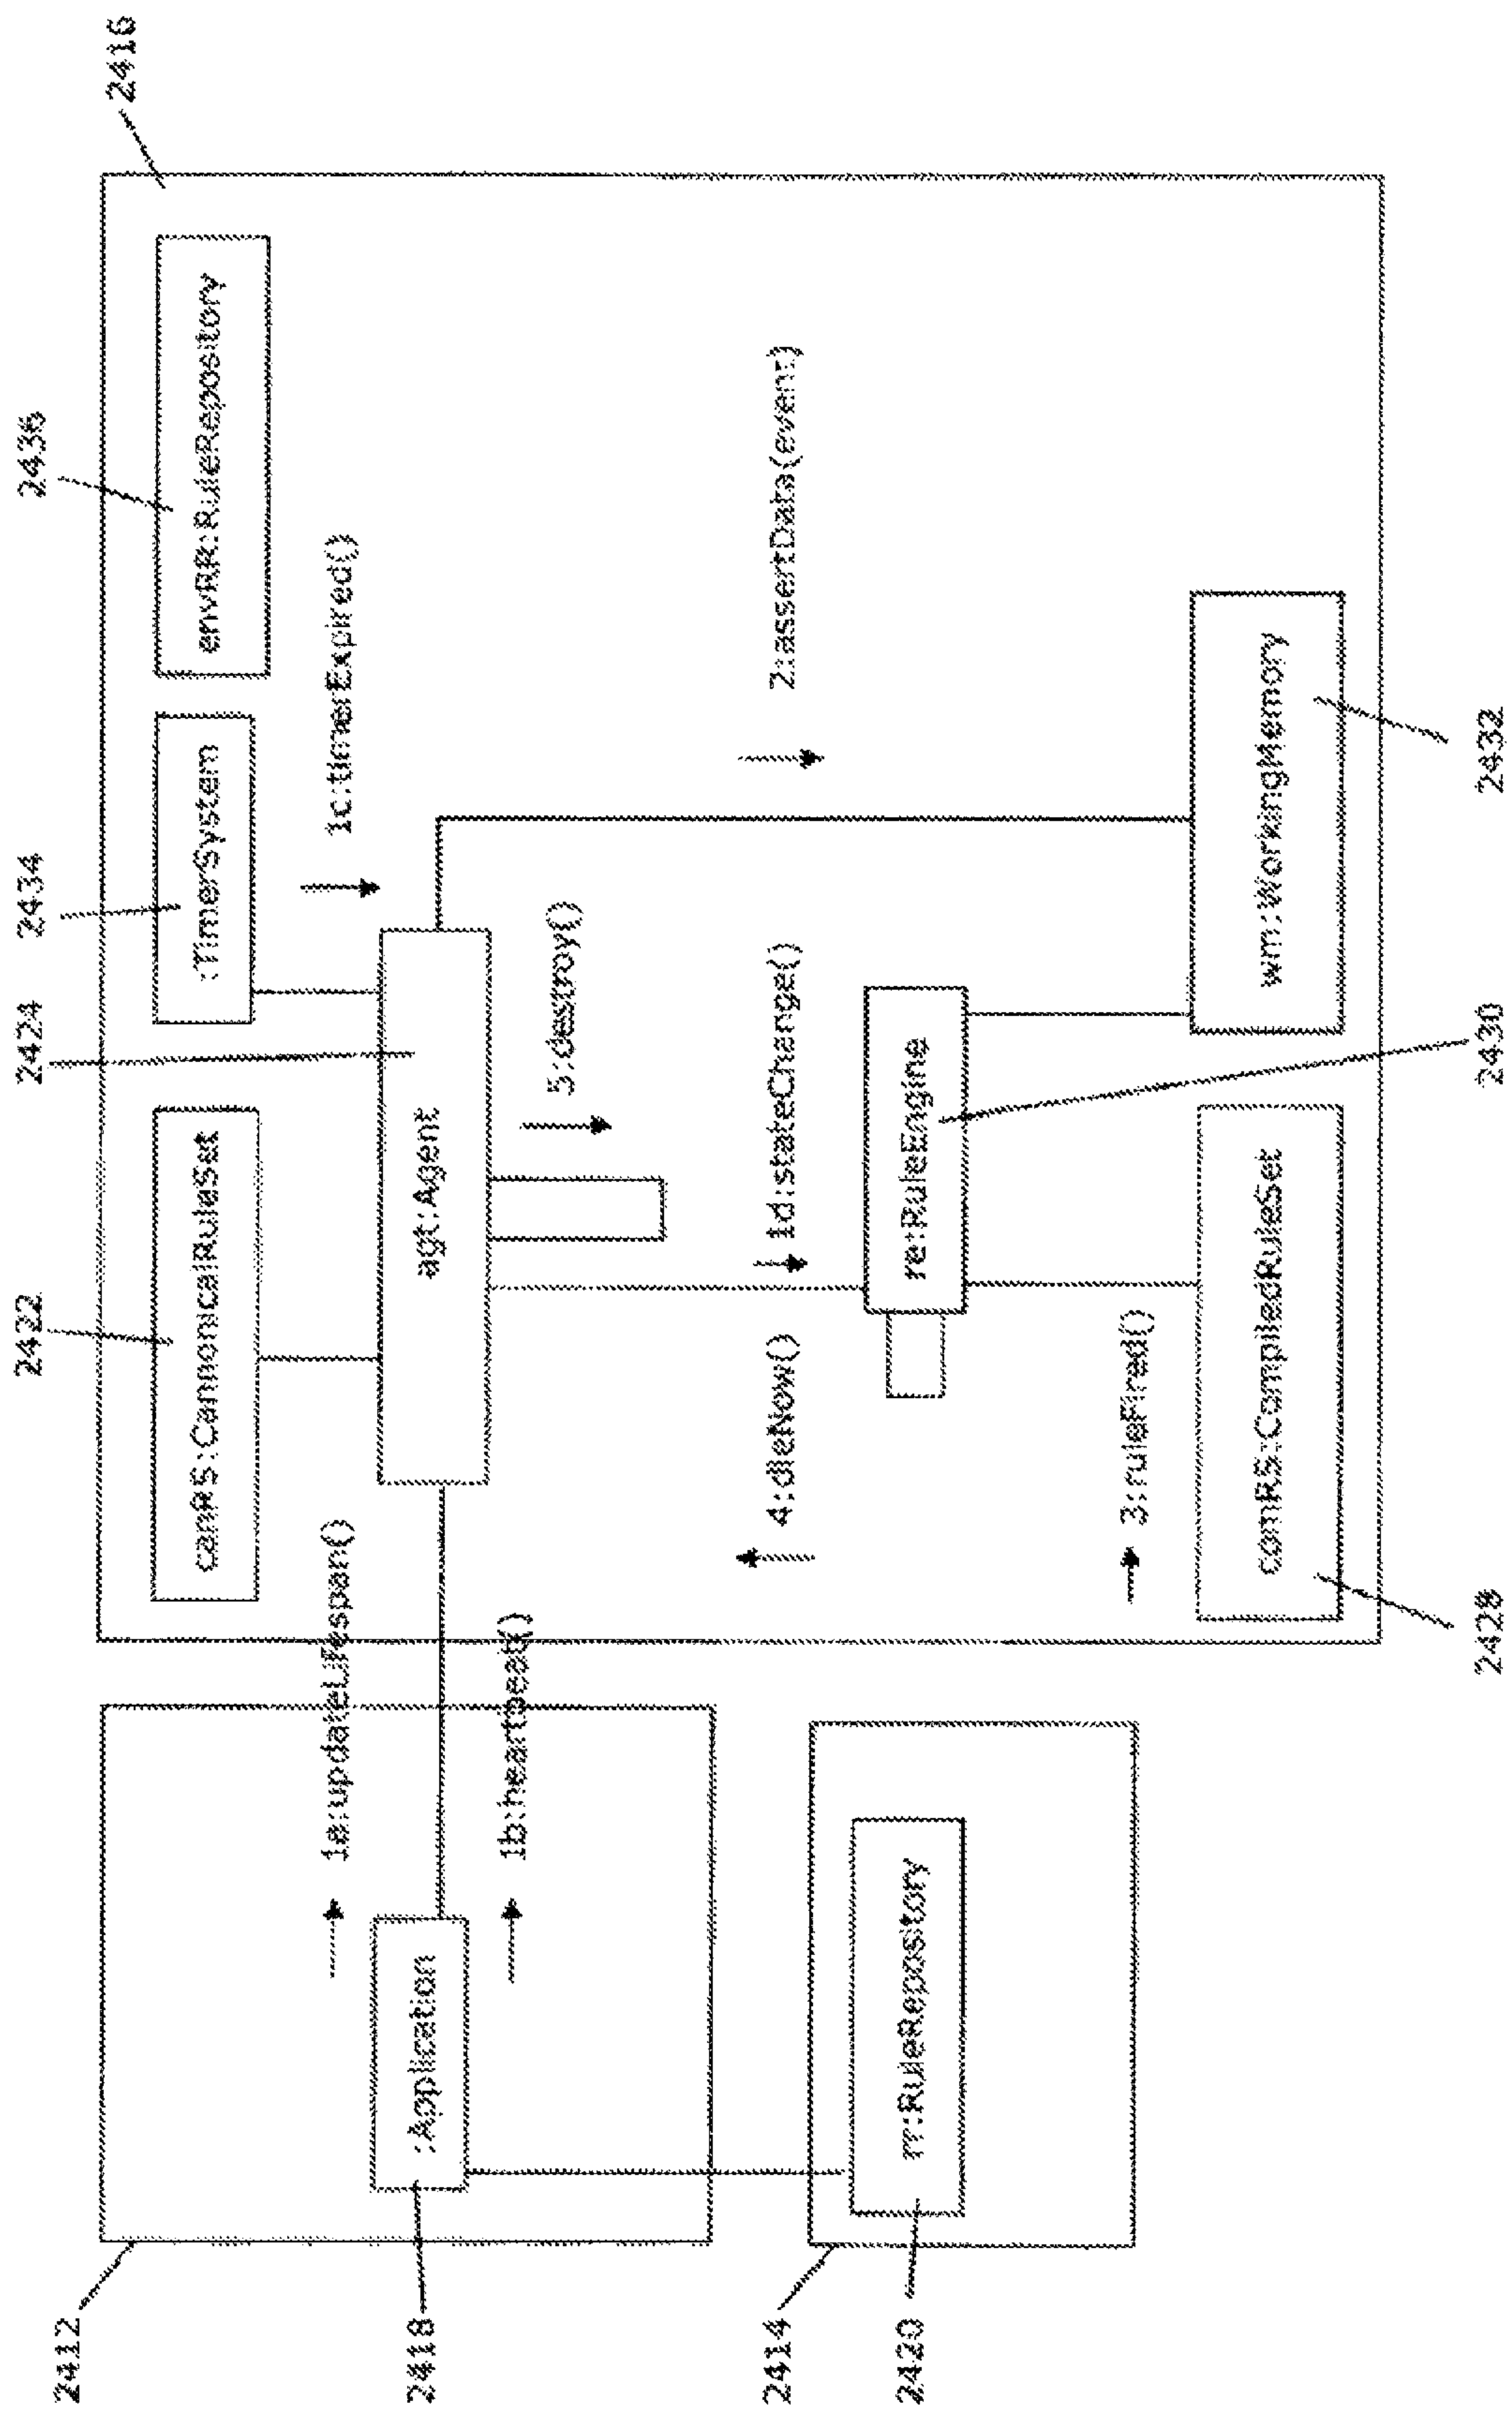 2412
2418
2414
2420
:Application
rr:RuleRepository
1a:updateLifespan()
1b:heartbeat()
2422
2424
2434
2436
2416
canRS:CannonicalRuleSet
:TimerSystem
envRR:RuleRepository
1c:timerExpired()
agt:Agent
5:destroy()
4:dieNow()
1d:stateChange()
2:assertData(event)
re:RuleEngine
3:ruleFired()
comRS:CompiledRuleSet
wm:WorkingMemory
2428
2430
2432